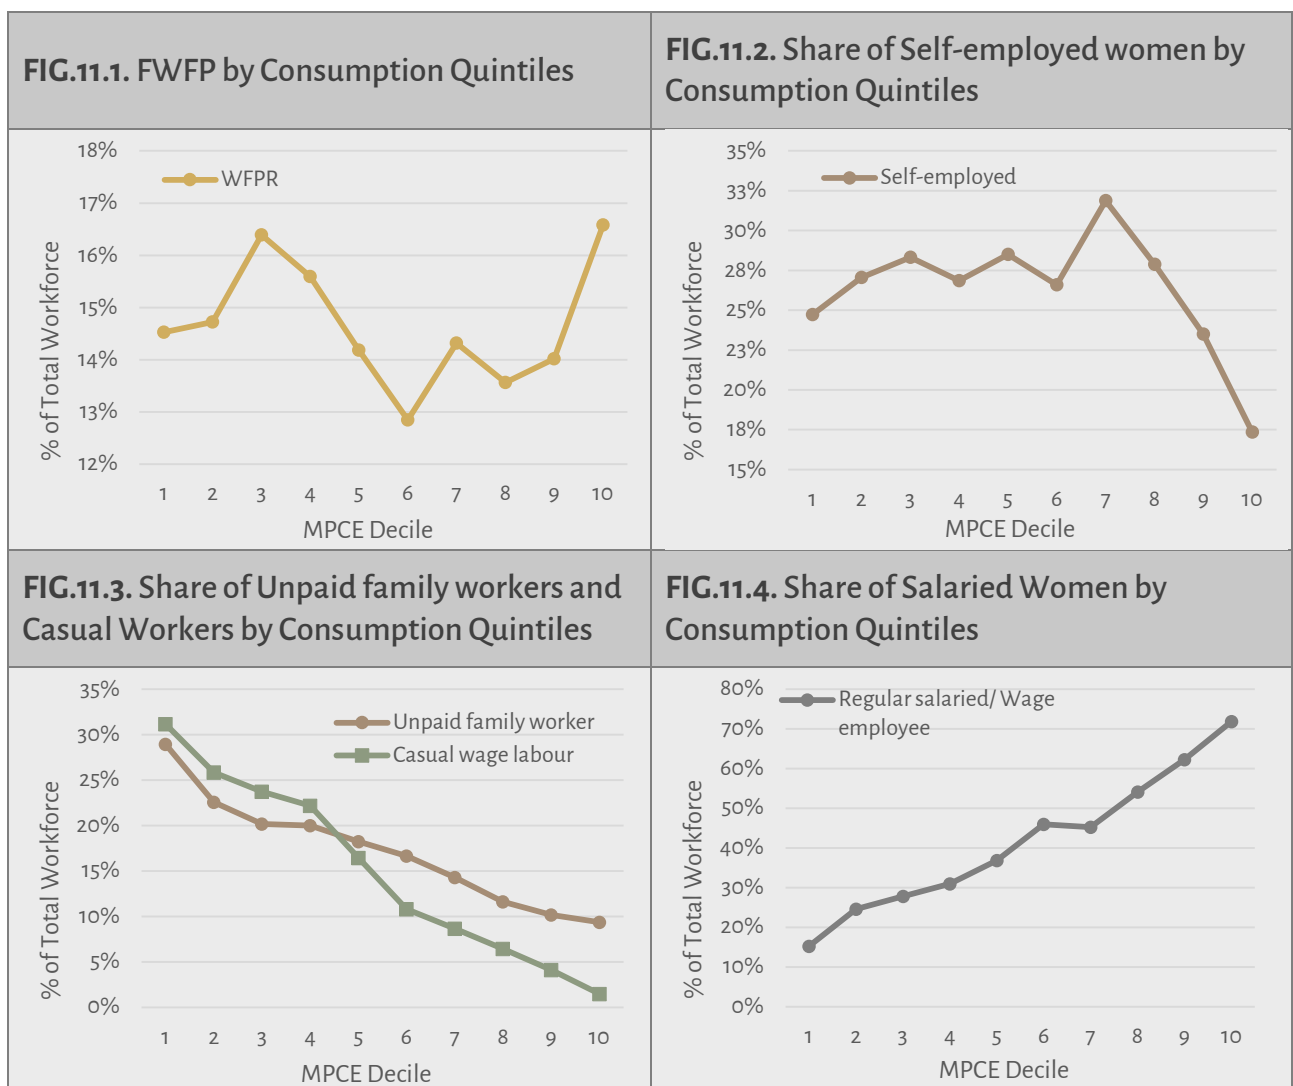 FIG.11.1. FWFP by Consumption Quintiles
18%
17%
16%
15%
14%
13%
12%
% of Total Workforce
WFPR
1 2 3 4 5 6 7 8 9 10
MPCE Decile
FIG.11.2. Share of Self-employed women by
Consumption Quintiles
35%
33%
30%
28%
25%
23%
20%
18%
15%
% of Total Workforce
Self-employed
1 2 3 4 5 6 7 8 9 10
MPCE Decile
FIG.11.3. Share of Unpaid family workers and
Casual Workers by Consumption Quintiles
35%
30%
25%
20%
15%
10%
5%
0%
% of Total Workforce
Unpaid family worker
Casual wage labour
1 2 3 4 5 6 7 8 9 10
MPCE Decile
FIG.11.4. Share of Salaried Women by
Consumption Quintiles
80%
70%
60%
50%
40%
30%
20%
10%
0%
% of Total Workforce
Regular salaried/ Wage
employee
1 2 3 4 5 6 7 8 9 10
MPCE Decile